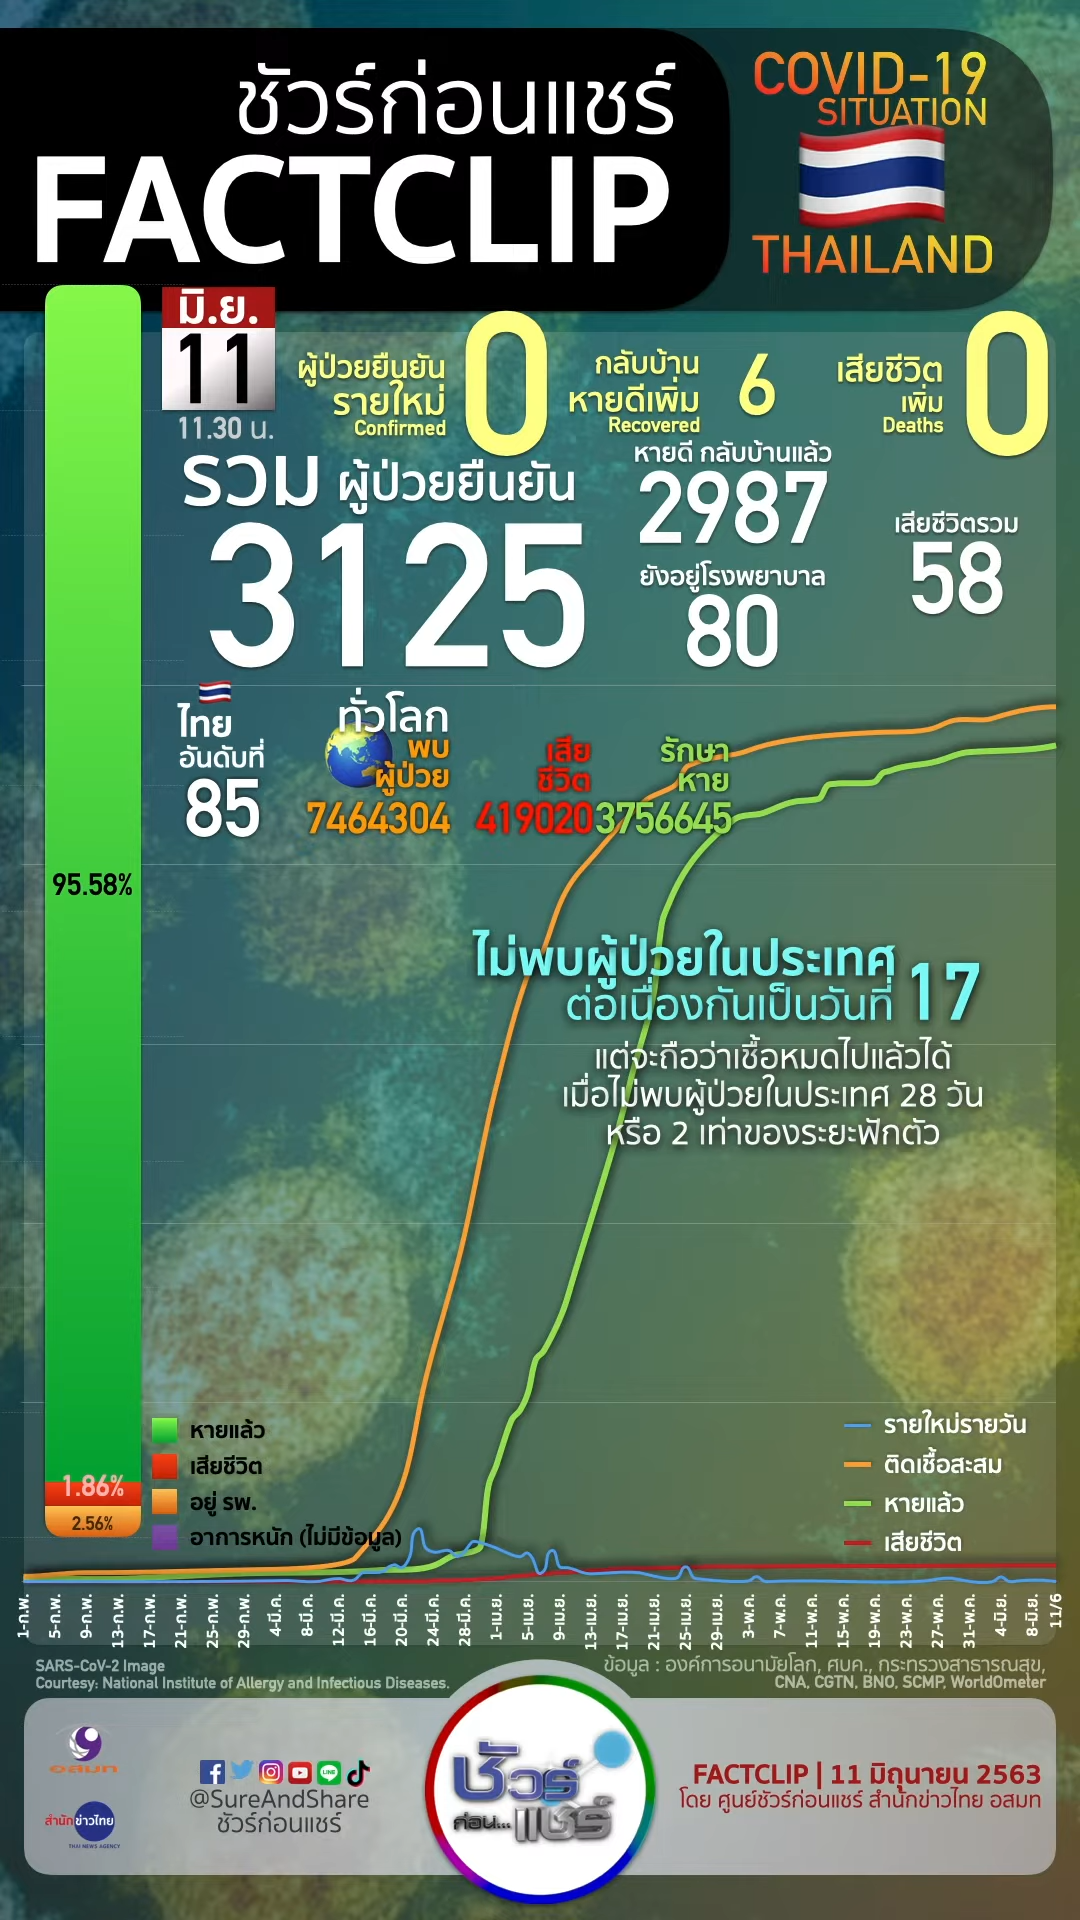 ชัวร์ก่อนแชร์
FACTCLIP
COVID-19
SITUATION
THAILAND
มิ.ย.
11
11.30 น.
ผู้ป่วยยืนยัน
รายใหม่
Confirmed
0
กลับบ้าน
หายดีเพิ่ม
Recovered
6
เสียชีวิต
เพิ่ม
Deaths
0
รวม ผู้ป่วยยืนยัน
3125
หายดี กลับบ้านแล้ว
2987
ยังอยู่โรงพยาบาล
80
เสียชีวิตรวม
58
ไทย
อันดับที่
85
ทั่วโลก
พบ
ผู้ป่วย
7464304
เสีย
ชีวิต
419020
รักษา
หาย
3756645
95.58%
ไม่พบผู้ป่วยในประเทศ
ต่อเนื่องกันเป็นวันที่ 17
แต่จะถือว่าเชื้อหมดไปแล้วได้
เมื่อไม่พบผู้ป่วยในประเทศ 28 วัน
หรือ 2 เท่าของระยะฟักตัว
1.86%
2.56%
หายแล้ว
เสียชีวิต
อยู่ รพ.
อาการหนัก (ไม่มีข้อมูล)
รายใหม่รายวัน
ติดเชื้อสะสม
หายแล้ว
เสียชีวิต
1-ก.พ.
5-ก.พ.
9-ก.พ.
13-ก.พ.
17-ก.พ.
21-ก.พ.
25-ก.พ.
29-ก.พ.
4-มี.ค.
8-มี.ค.
12-มี.ค.
16-มี.ค.
20-มี.ค.
24-มี.ค.
28-มี.ค.
1-เม.ย.
5-เม.ย.
9-เม.ย.
13-เม.ย.
17-เม.ย.
21-เม.ย.
25-เม.ย.
29-เม.ย.
3-พ.ค.
7-พ.ค.
11-พ.ค.
15-พ.ค.
19-พ.ค.
23-พ.ค.
27-พ.ค.
31-พ.ค.
4-มิ.ย.
8-มิ.ย.
11/6
SARS-CoV-2 Image
Courtesy: National Institute of Allergy and Infectious Diseases.
ข้อมูล : องค์การอนามัยโลก, ศบค., กระทรวงสาธารณสุข,
CNA, CGTN, BNO, SCMP, WorldOmeter
อสมท
สำนักข่าวไทย
THAI NEWS AGENCY
@SureAndShare
ชัวร์ก่อนแชร์
ชัวร์
ก่อน... แชร์
FACTCLIP | 11 มิถุนายน 2563
โดย ศูนย์ชัวร์ก่อนแชร์ สำนักข่าวไทย อสมท